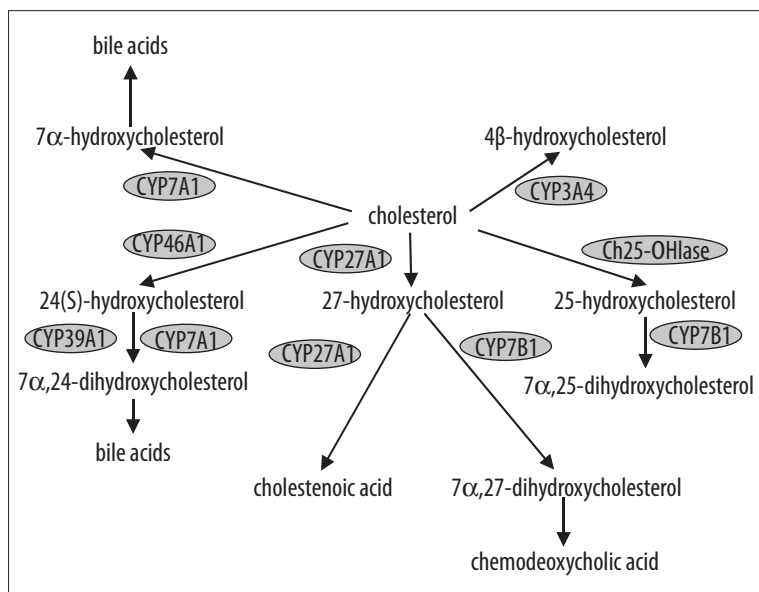 bile acids
7α-hydroxycholesterol
4β-hydroxycholesterol
CYP7A1
CYP3A4
cholesterol
CYP46A1
CYP27A1
Ch25-OHlase
24(S)-hydroxycholesterol
27-hydroxycholesterol
25-hydroxycholesterol
CYP39A1
CYP7A1
CYP27A1
CYP7B1
CYP7B1
7α,24-dihydroxycholesterol
7α,25-dihydroxycholesterol
bile acids
cholestenoic acid
7α,27-dihydroxycholesterol
chemodeoxycholic acid